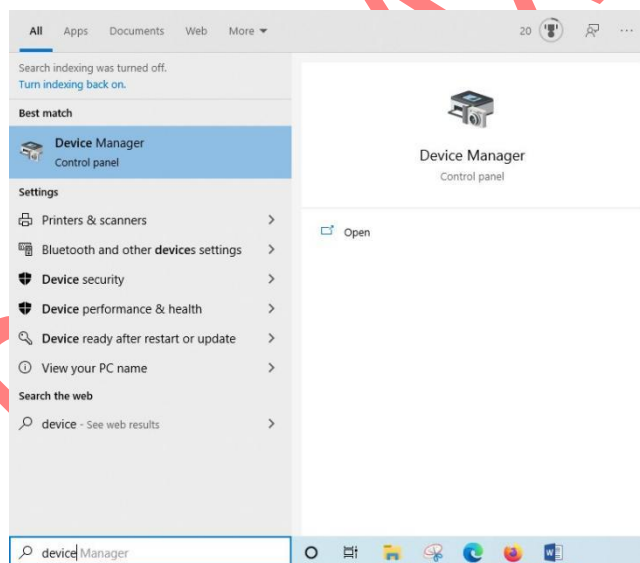 All Apps Documents Web More 20 ...
Search indexing was turned off.
Turn indexing back on.
Best match
Device Manager
Control panel
Settings
Printers & scanners
Bluetooth and other devices settings
Device security
Device performance & health
Device ready after restart or update
View your PC name
Search the web
device - See web results
device Manager
Device Manager
Control panel
Open